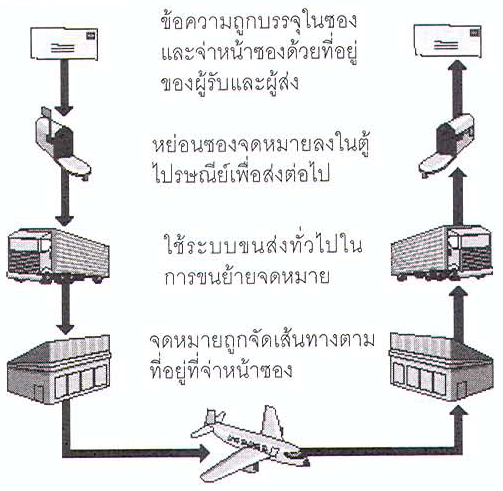 ข้อความถูกบรรจุในซอง
และจ่าหน้าซองด้วยที่อยู่
ของผู้รับและผู้ส่ง
หย่อนซองจดหมายลงในตู้
ไปรษณีย์เพื่อส่งต่อไป
ใช้ระบบขนส่งทั่วไปใน
การขนย้ายจดหมาย
จดหมายถูกจัดเส้นทางตาม
ที่อยู่ที่จ่าหน้าซอง